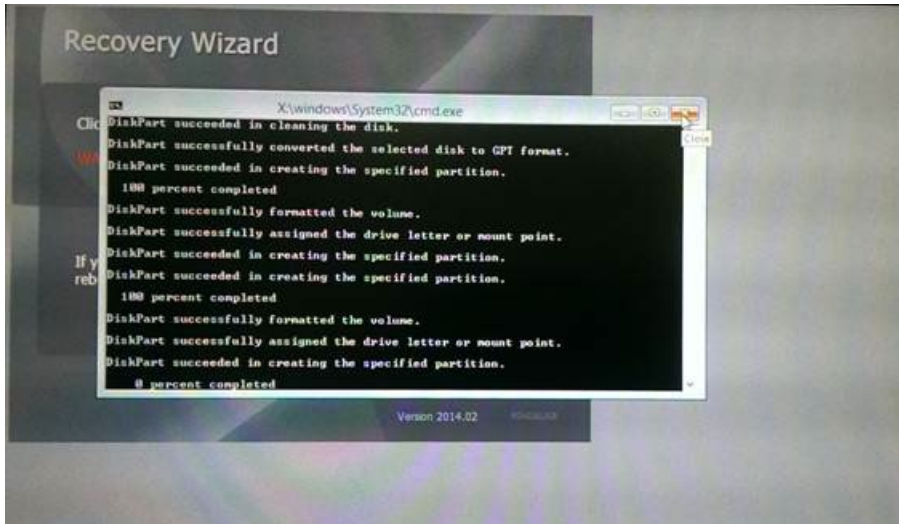 Recovery Wizard
X:\windows\System32\cmd.exe
Close
Clic
WA
If y
reb
DiskPart succeeded in cleaning the disk.
DiskPart successfully converted the selected disk to GPT format.
DiskPart succeeded in creating the specified partition.
100 percent completed
DiskPart successfully formatted the volume.
DiskPart successfully assigned the drive letter or mount point.
DiskPart succeeded in creating the specified partition.
DiskPart succeeded in creating the specified partition.
100 percent completed
DiskPart successfully formatted the volume.
DiskPart successfully assigned the drive letter or mount point.
DiskPart succeeded in creating the specified partition.
0 percent completed
Version 2014.02